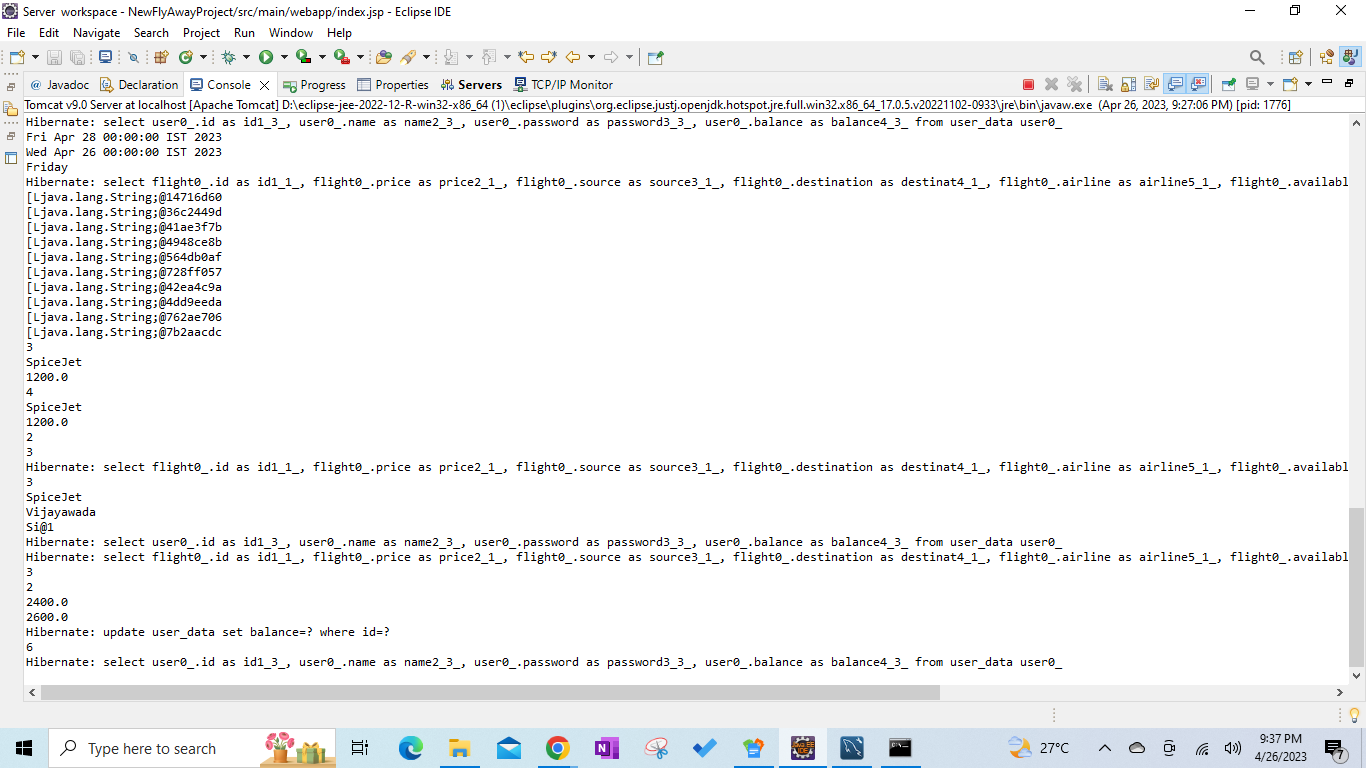 Server workspace - NewFlyAwayProject/src/main/webapp/index.jsp - Eclipse IDE
File Edit Navigate Search Project Run Window Help
@ Javadoc Declaration Console Progress Properties Servers TCP/IP Monitor
Tomcat v9.0 Server at localhost [Apache Tomcat] D:\eclipse-jee-2022-12-R-win32-x86_64 (1)\eclipse\plugins\org.eclipse.justj.openjdk.hotspot.jre.full.win32.x86_64_17.0.5.v20221102-0933\jre\bin\javaw.exe (Apr 26, 2023, 9:27:06 PM) [pid: 1776]
Hibernate: select user0_.id as id1_3_, user0_.name as name2_3_, user0_.password as password3_3_, user0_.balance as balance4_3_ from user_data user0_
Fri Apr 28 00:00:00 IST 2023
Wed Apr 26 00:00:00 IST 2023
Friday
Hibernate: select flight0_.id as id1_1_, flight0_.price as price2_1_, flight0_.source as source3_1_, flight0_.destination as destinat4_1_, flight0_.airline as airline5_1_, flight0_.availabl
[Ljava.lang.String;@14716d60
[Ljava.lang.String;@36c2449d
[Ljava.lang.String;@41ae3f7b
[Ljava.lang.String;@4948ce8b
[Ljava.lang.String;@564db0af
[Ljava.lang.String;@728ff057
[Ljava.lang.String;@42ea4c9a
[Ljava.lang.String;@4dd9eeda
[Ljava.lang.String;@762ae706
[Ljava.lang.String;@7b2aacdc
3
SpiceJet
1200.0
4
SpiceJet
1200.0
2
3
Hibernate: select flight0_.id as id1_1_, flight0_.price as price2_1_, flight0_.source as source3_1_, flight0_.destination as destinat4_1_, flight0_.airline as airline5_1_, flight0_.availabl
3
SpiceJet
Vijayawada
Si@1
Hibernate: select user0_.id as id1_3_, user0_.name as name2_3_, user0_.password as password3_3_, user0_.balance as balance4_3_ from user_data user0_
Hibernate: select flight0_.id as id1_1_, flight0_.price as price2_1_, flight0_.source as source3_1_, flight0_.destination as destinat4_1_, flight0_.airline as airline5_1_, flight0_.availabl
3
2
2400.0
2600.0
Hibernate: update user_data set balance=? where id=?
6
Hibernate: select user0_.id as id1_3_, user0_.name as name2_3_, user0_.password as password3_3_, user0_.balance as balance4_3_ from user_data user0_
Type here to search
27°C
9:37 PM
4/26/2023
7